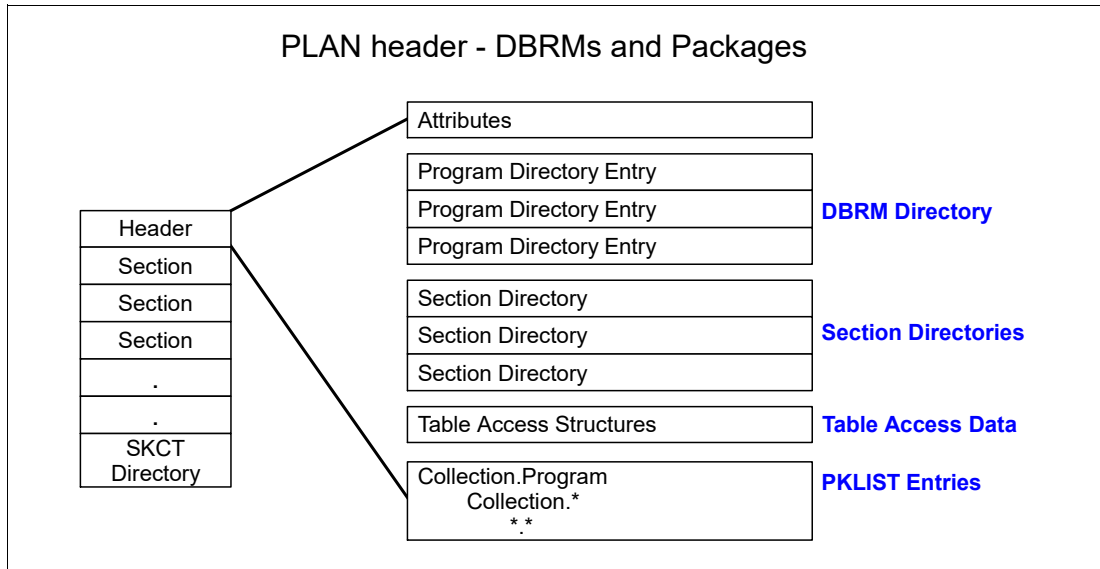 PLAN header - DBRMs and Packages
Header
Section
Section
Section
.
.
SKCT
Directory
Attributes
Program Directory Entry
Program Directory Entry
Program Directory Entry
DBRM Directory
Section Directory
Section Directory
Section Directory
Section Directories
Table Access Structures
Table Access Data
Collection.Program
Collection.*
*.*
PKLIST Entries